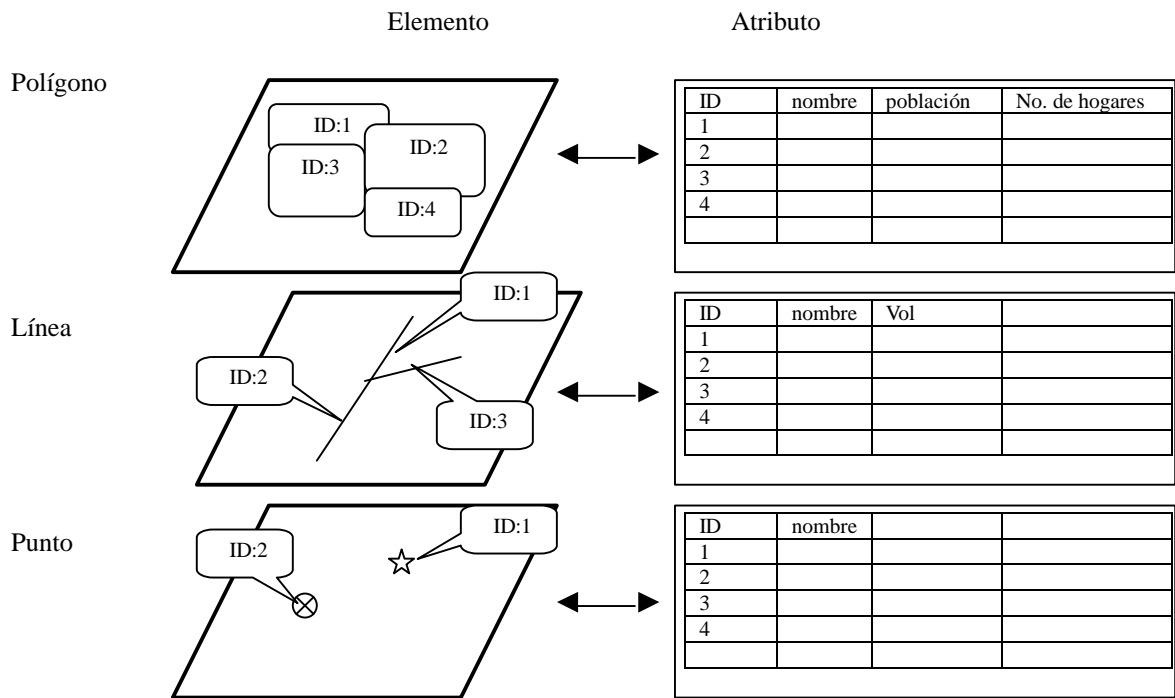 Elemento Atributo
Polígono
ID:1
ID:2
ID:3
ID:4
ID nombre población No. de hogares
1
2
3
4
Línea
ID:1
ID:2
ID:3
ID nombre Vol
1
2
3
4
Punto
ID:1
ID:2
ID nombre
1
2
3
4